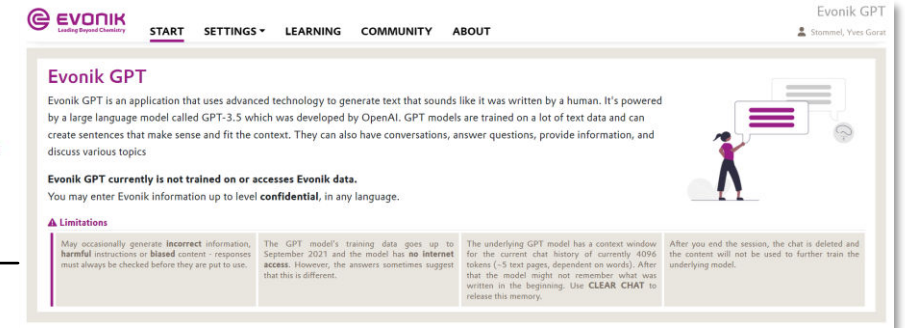 Evonik GPT
EVONIK
Leading Beyond Chemistry
START SETTINGS LEARNING COMMUNITY ABOUT
Stommel, Yves Gorat
Evonik GPT
Evonik GPT is an application that uses advanced technology to generate text that sounds like it was written by a human. It's powered
by a large language model called GPT-3.5 which was developed by OpenAI. GPT models are trained on a lot of text data and can
create sentences that make sense and fit the context. They can also have conversations, answer questions, provide information, and
discuss various topics
Evonik GPT currently is not trained on or accesses Evonik data.
You may enter Evonik information up to level confidential, in any language.
Limitations
May occasionally generate incorrect information,
harmful instructions or biased content - responses
must always be checked before they are put to use.
The GPT model's training data goes up to
September 2021 and the model has no internet
access. However, the answers sometimes suggest
that this is different.
The underlying GPT model has a context window
for the current chat history of currently 4096
tokens (~5 text pages, dependent on words). After
that the model might not remember what was
written in the beginning. Use CLEAR CHAT to
release this memory.
After you end the session, the chat is deleted and
the content will not be used to further train the
underlying model.